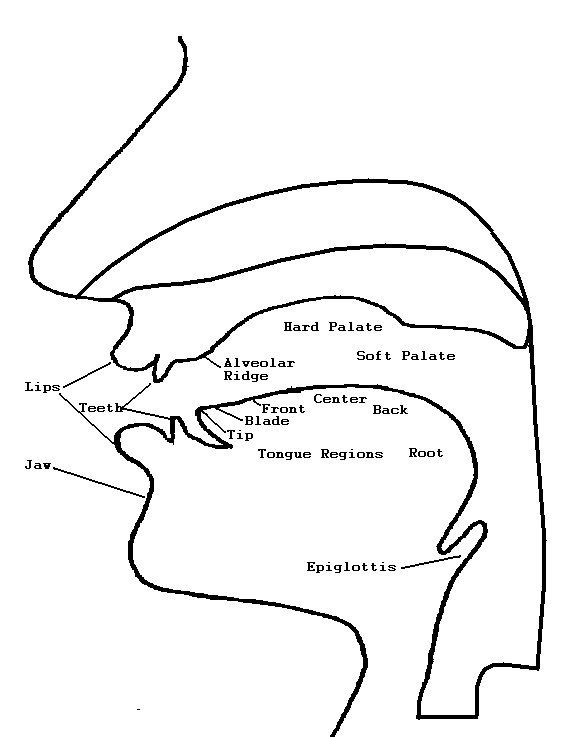 Hard Palate
Soft Palate
Alveolar
Ridge
Lips
Teeth
Center
Front
Back
Blade
Tip
Tongue Regions
Root
Jaw
Epiglottis